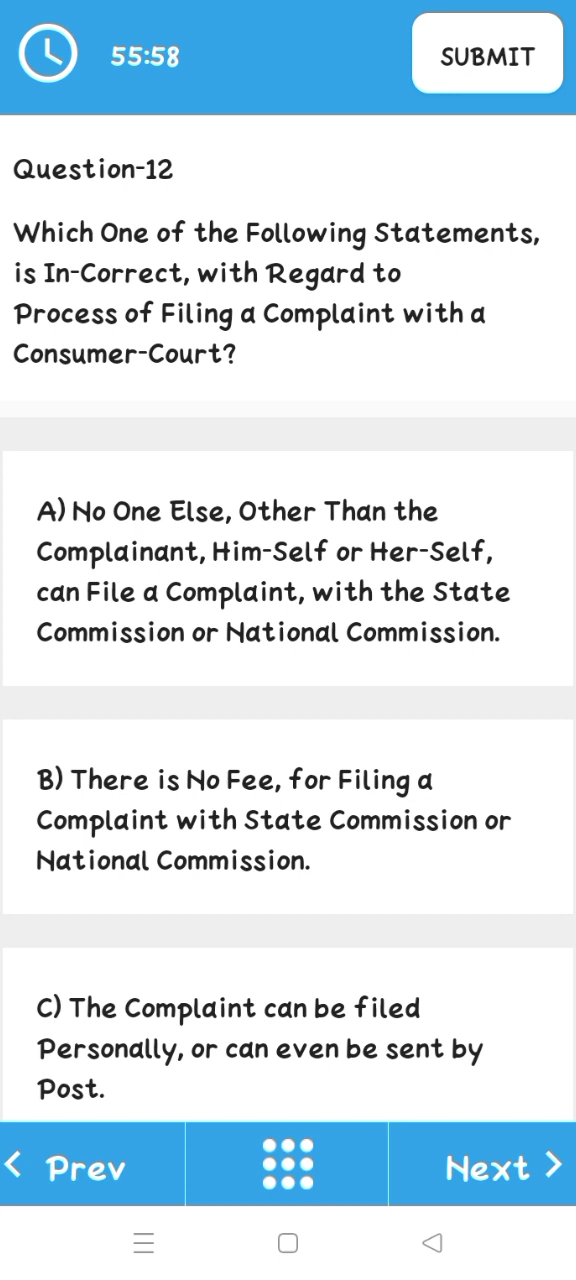 55:58
SUBMIT
Question-12
Which One of the Following Statements,
is In-Correct, with Regard to
Process of Filing a Complaint with a
Consumer-Court?
A) No One Else, Other Than the
Complainant, Him-Self or Her-Self,
can File a Complaint, with the State
Commission or National Commission.
B) There is No Fee, for Filing a
Complaint with State Commission or
National Commission.
C) The Complaint can be filed
Personally, or can even be sent by
Post.
Prev
Next